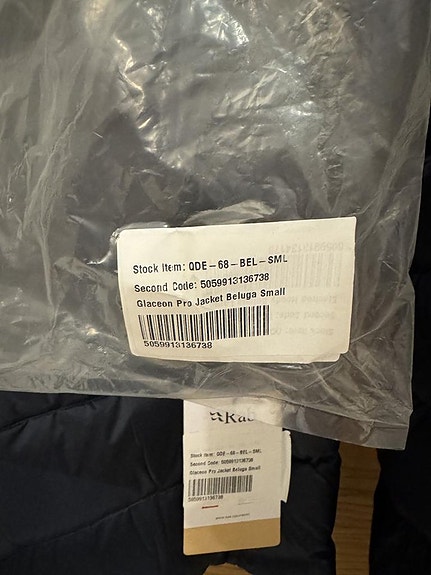 Stock Item: QDE-68-BEL-SML
Second Code: 5059913136738
Glaceon Pro Jacket Beluga Small
5059913136738
Stock Item: QDE-68-BEL-SML
Second Code: 5059913136738
Glaceon Pro Jacket Beluga Small
5059913136738